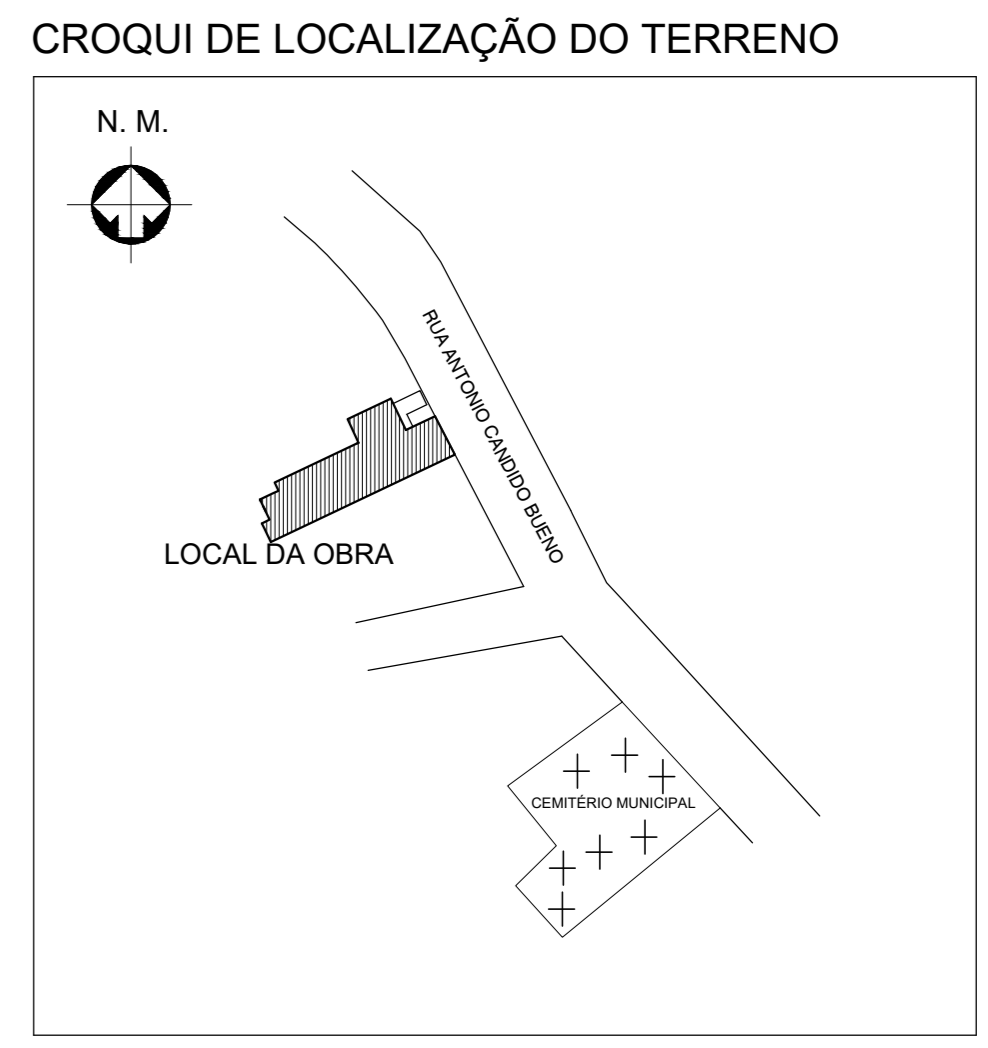 CROQUI DE LOCALIZAÇÃO DO TERRENO
N. M.
RUA ANTONIO CANDIDO BUENO
LOCAL DA OBRA
CEMITÉRIO MUNICIPAL